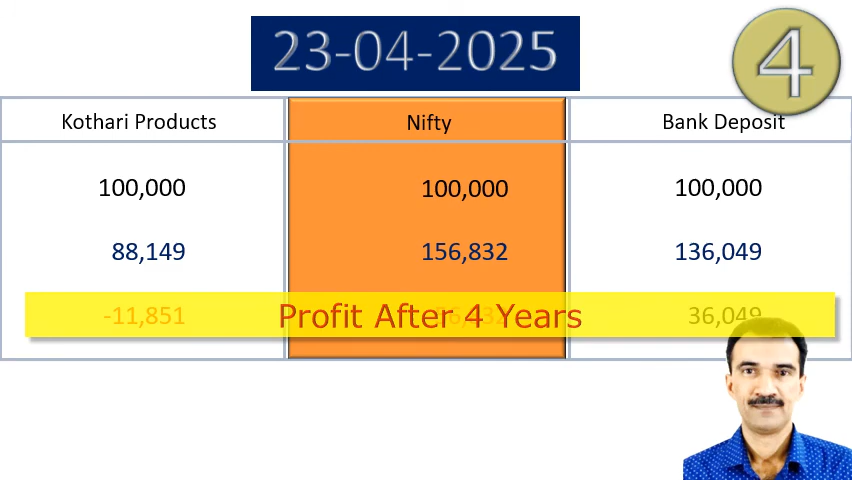 23-04-2025
4
Kothari Products Nifty Bank Deposit
100,000 100,000 100,000
88,149 156,832 136,049
-11,851 36,049
Profit After 4 Years